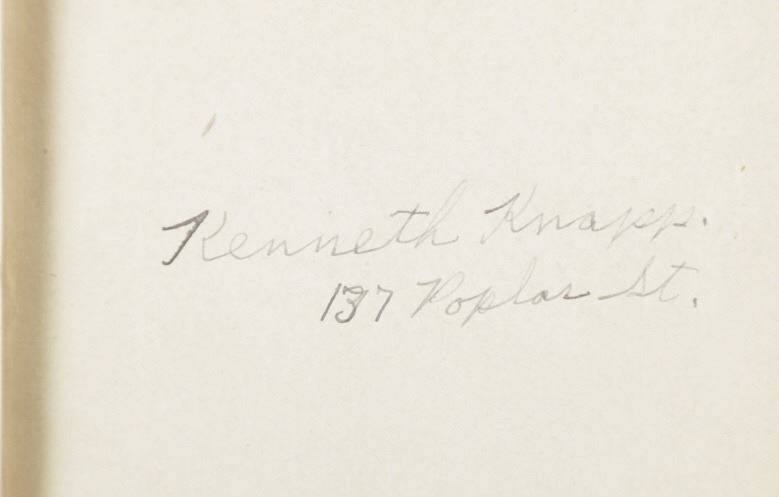 Kenneth Knapp.
137 Poplar St.